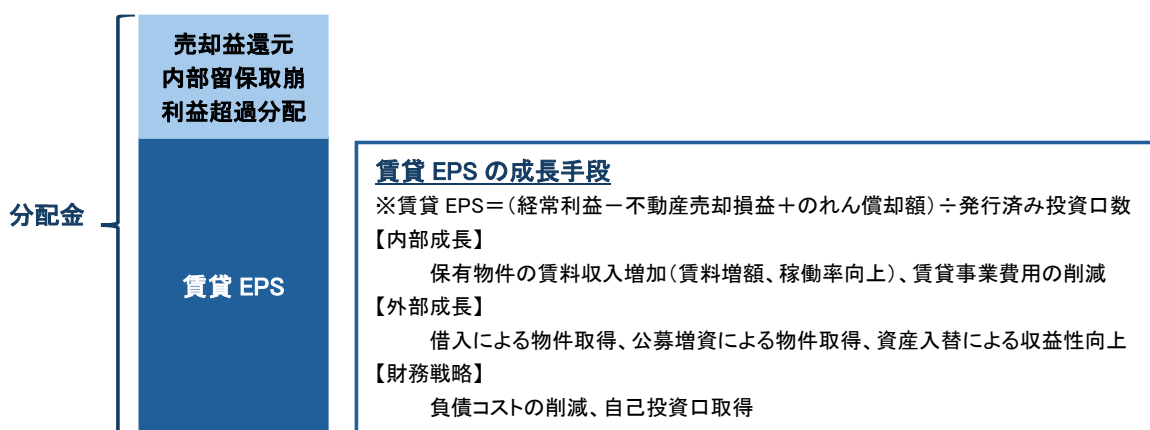 売却益還元
内部留保取崩
利益超過分配
分配金
賃貸 EPS
賃貸 EPS の成長手段
※賃貸 EPS＝（経常利益－不動産売却損益＋のれん償却額）÷発行済み投資口数
【内部成長】
保有物件の賃料収入増加（賃料増額、稼働率向上）、賃貸事業費用の削減
【外部成長】
借入による物件取得、公募増資による物件取得、資産入替による収益性向上
【財務戦略】
負債コストの削減、自己投資口取得